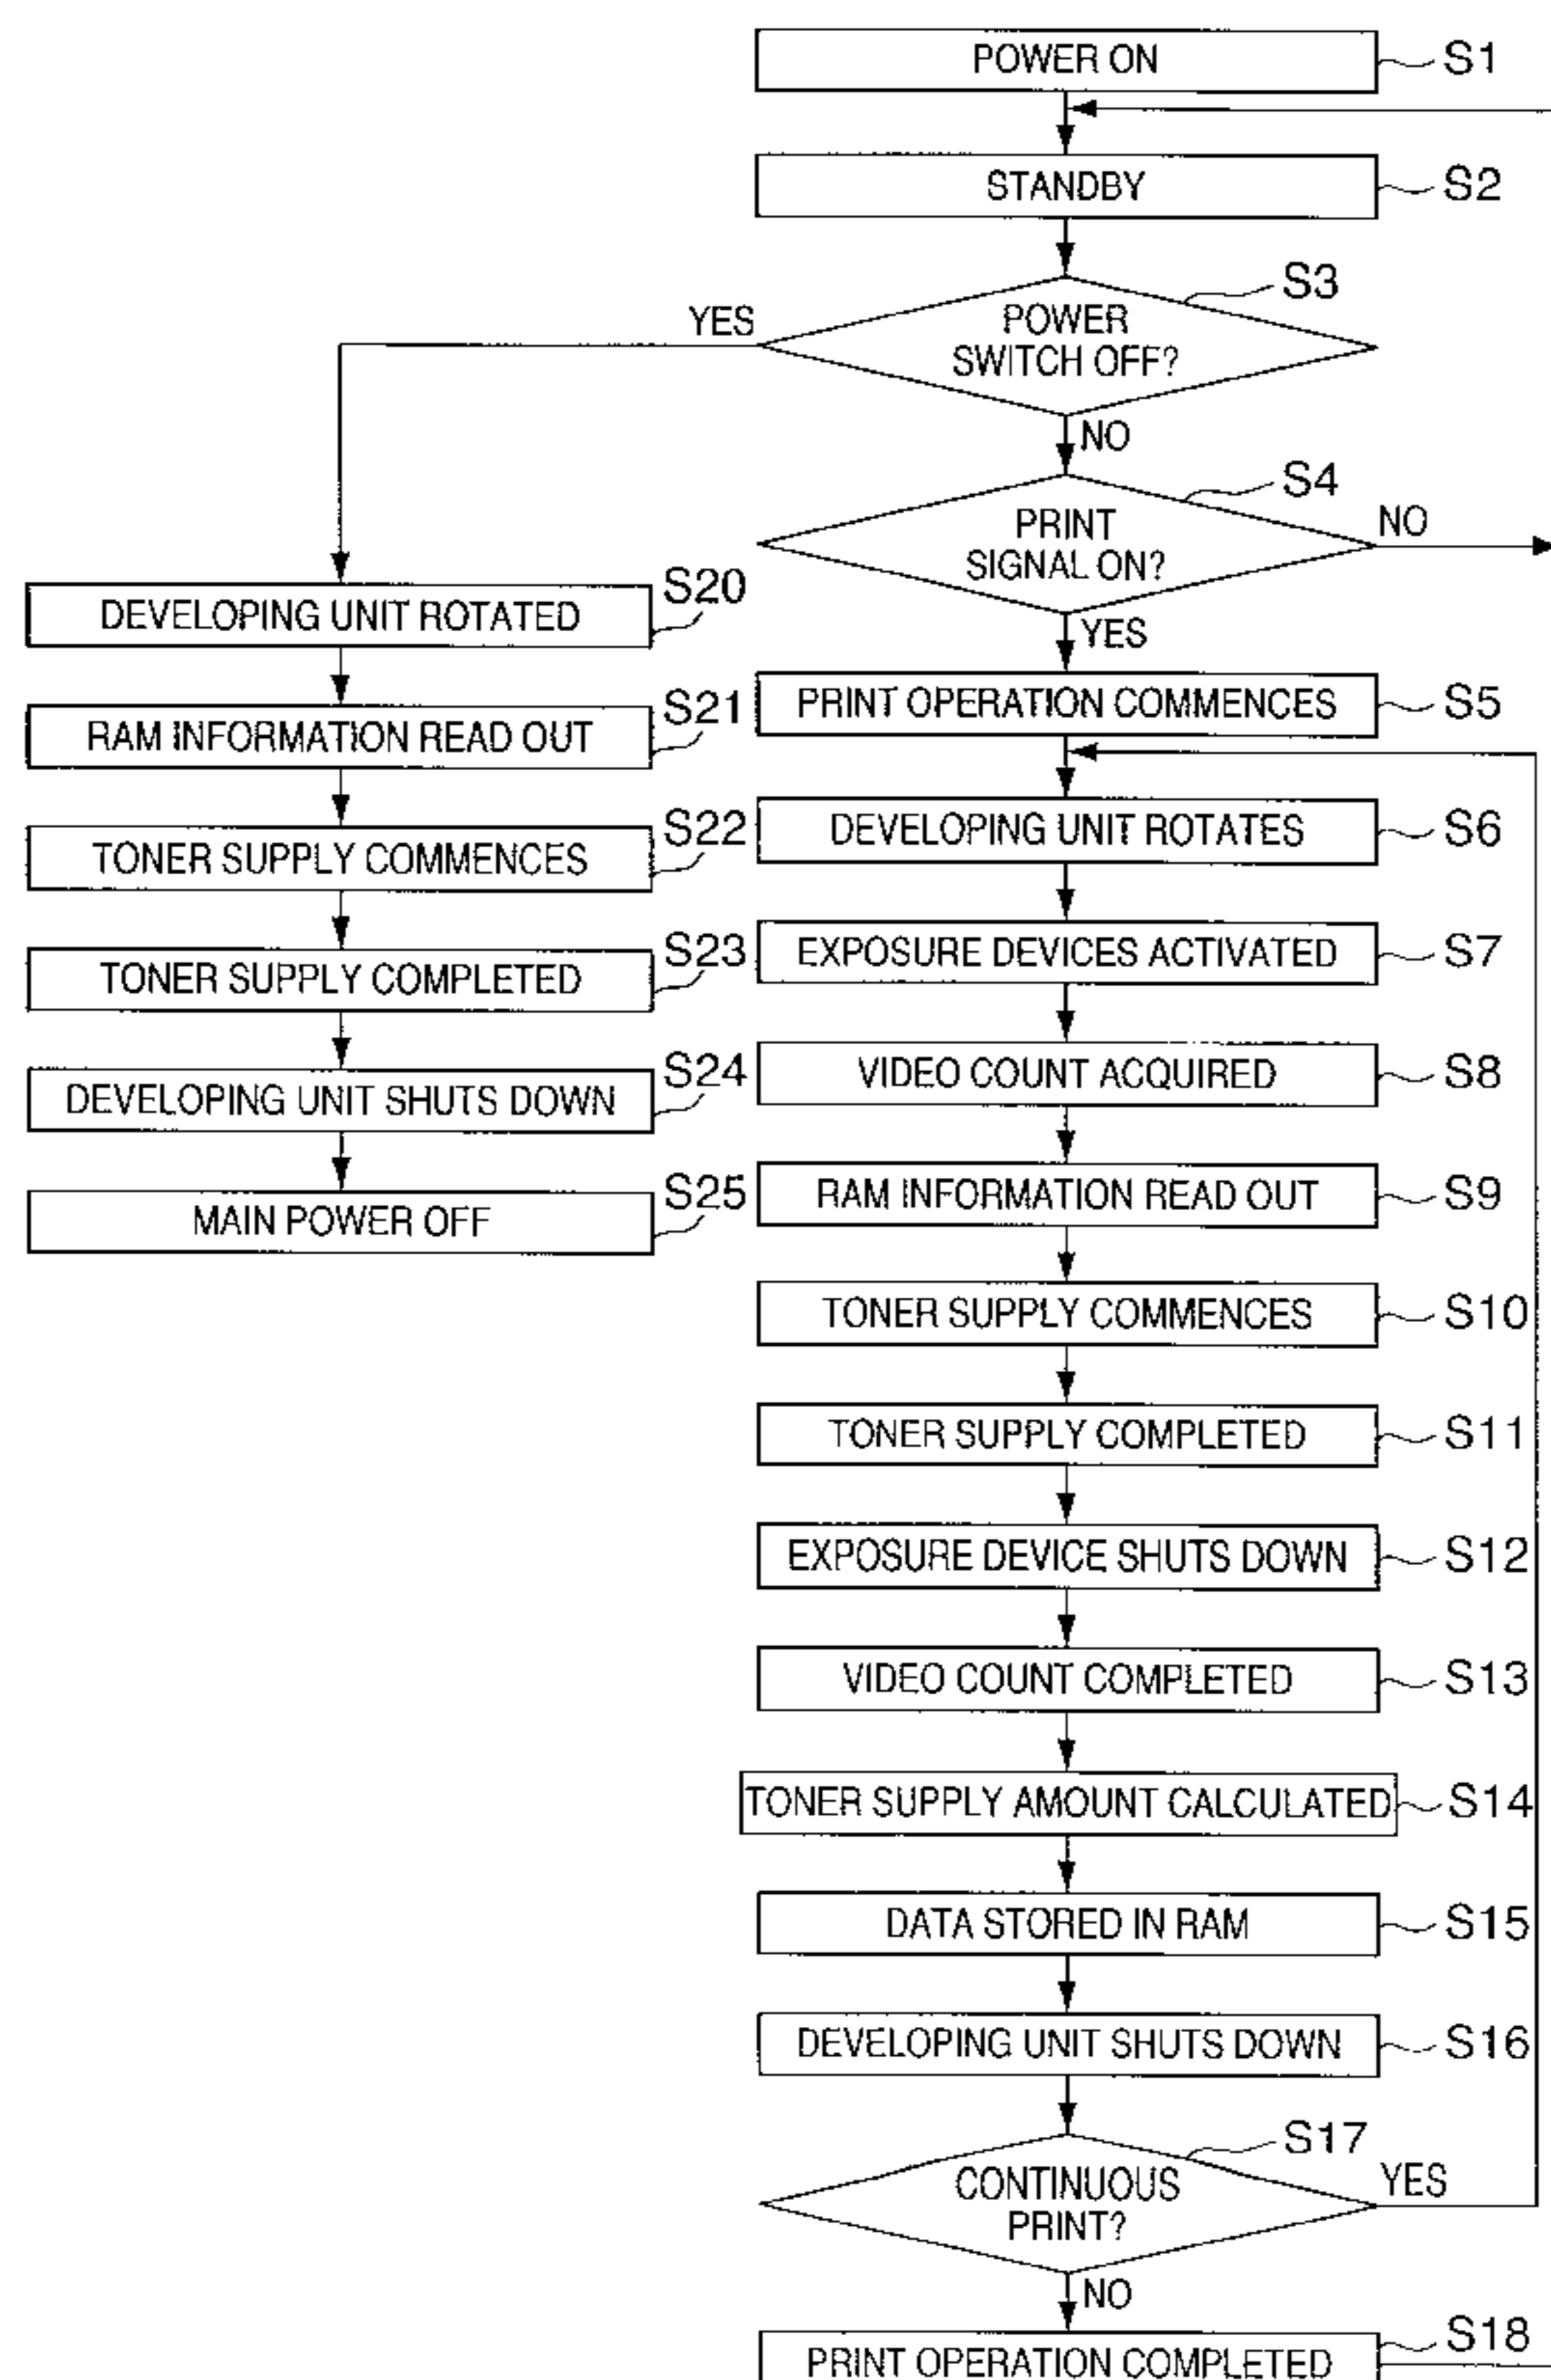 POWER ON
S1
STANDBY
S2
S3
POWER
SWITCH OFF?
YES
NO
S4
PRINT
SIGNAL ON?
NO
YES
DEVELOPING UNIT ROTATED
S20
RAM INFORMATION READ OUT
S21
TONER SUPPLY COMMENCES
S22
TONER SUPPLY COMPLETED
S23
DEVELOPING UNIT SHUTS DOWN
S24
MAIN POWER OFF
S25
PRINT OPERATION COMMENCES
S5
DEVELOPING UNIT ROTATES
S6
EXPOSURE DEVICES ACTIVATED
S7
VIDEO COUNT ACQUIRED
S8
RAM INFORMATION READ OUT
S9
TONER SUPPLY COMMENCES
S10
TONER SUPPLY COMPLETED
S11
EXPOSURE DEVICE SHUTS DOWN
S12
VIDEO COUNT COMPLETED
S13
TONER SUPPLY AMOUNT CALCULATED
S14
DATA STORED IN RAM
S15
DEVELOPING UNIT SHUTS DOWN
S16
S17
CONTINUOUS
PRINT?
YES
NO
PRINT OPERATION COMPLETED
S18